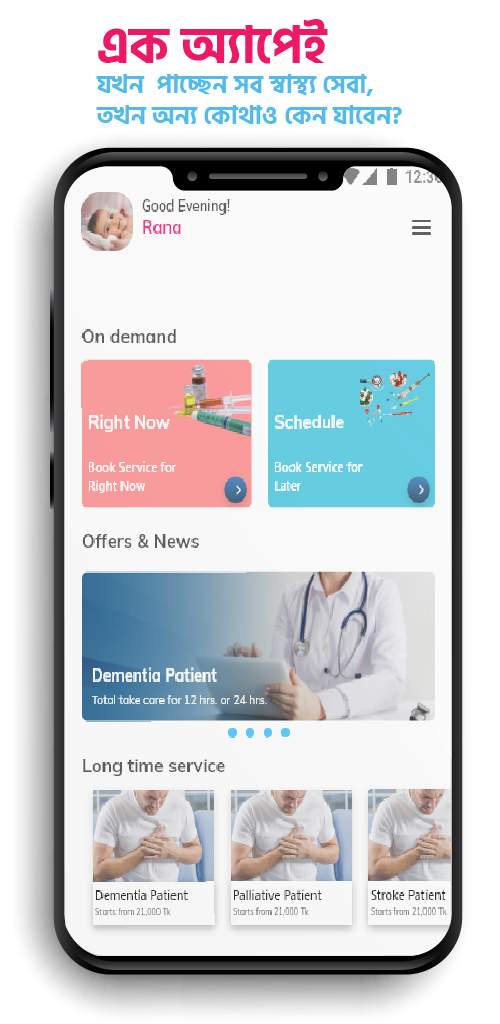 এক অ্যাপেই
যখন পাচ্ছেন সব স্বাস্থ্য সেবা,
তখন অন্য কোথাও কেন যাবেন?
Good Evening!
Rana
On demand
Right Now
Book Service for
Right Now
Schedule
Book Service for
Later
Offers & News
Dementia Patient
Total take care for 12 hrs. or 24 hrs.
Long time service
Dementia Patient
Starts from 21,000 Tk
Palliative Patient
Starts from 21,000 Tk
Stroke Patient
Starts from 21,000 Tk